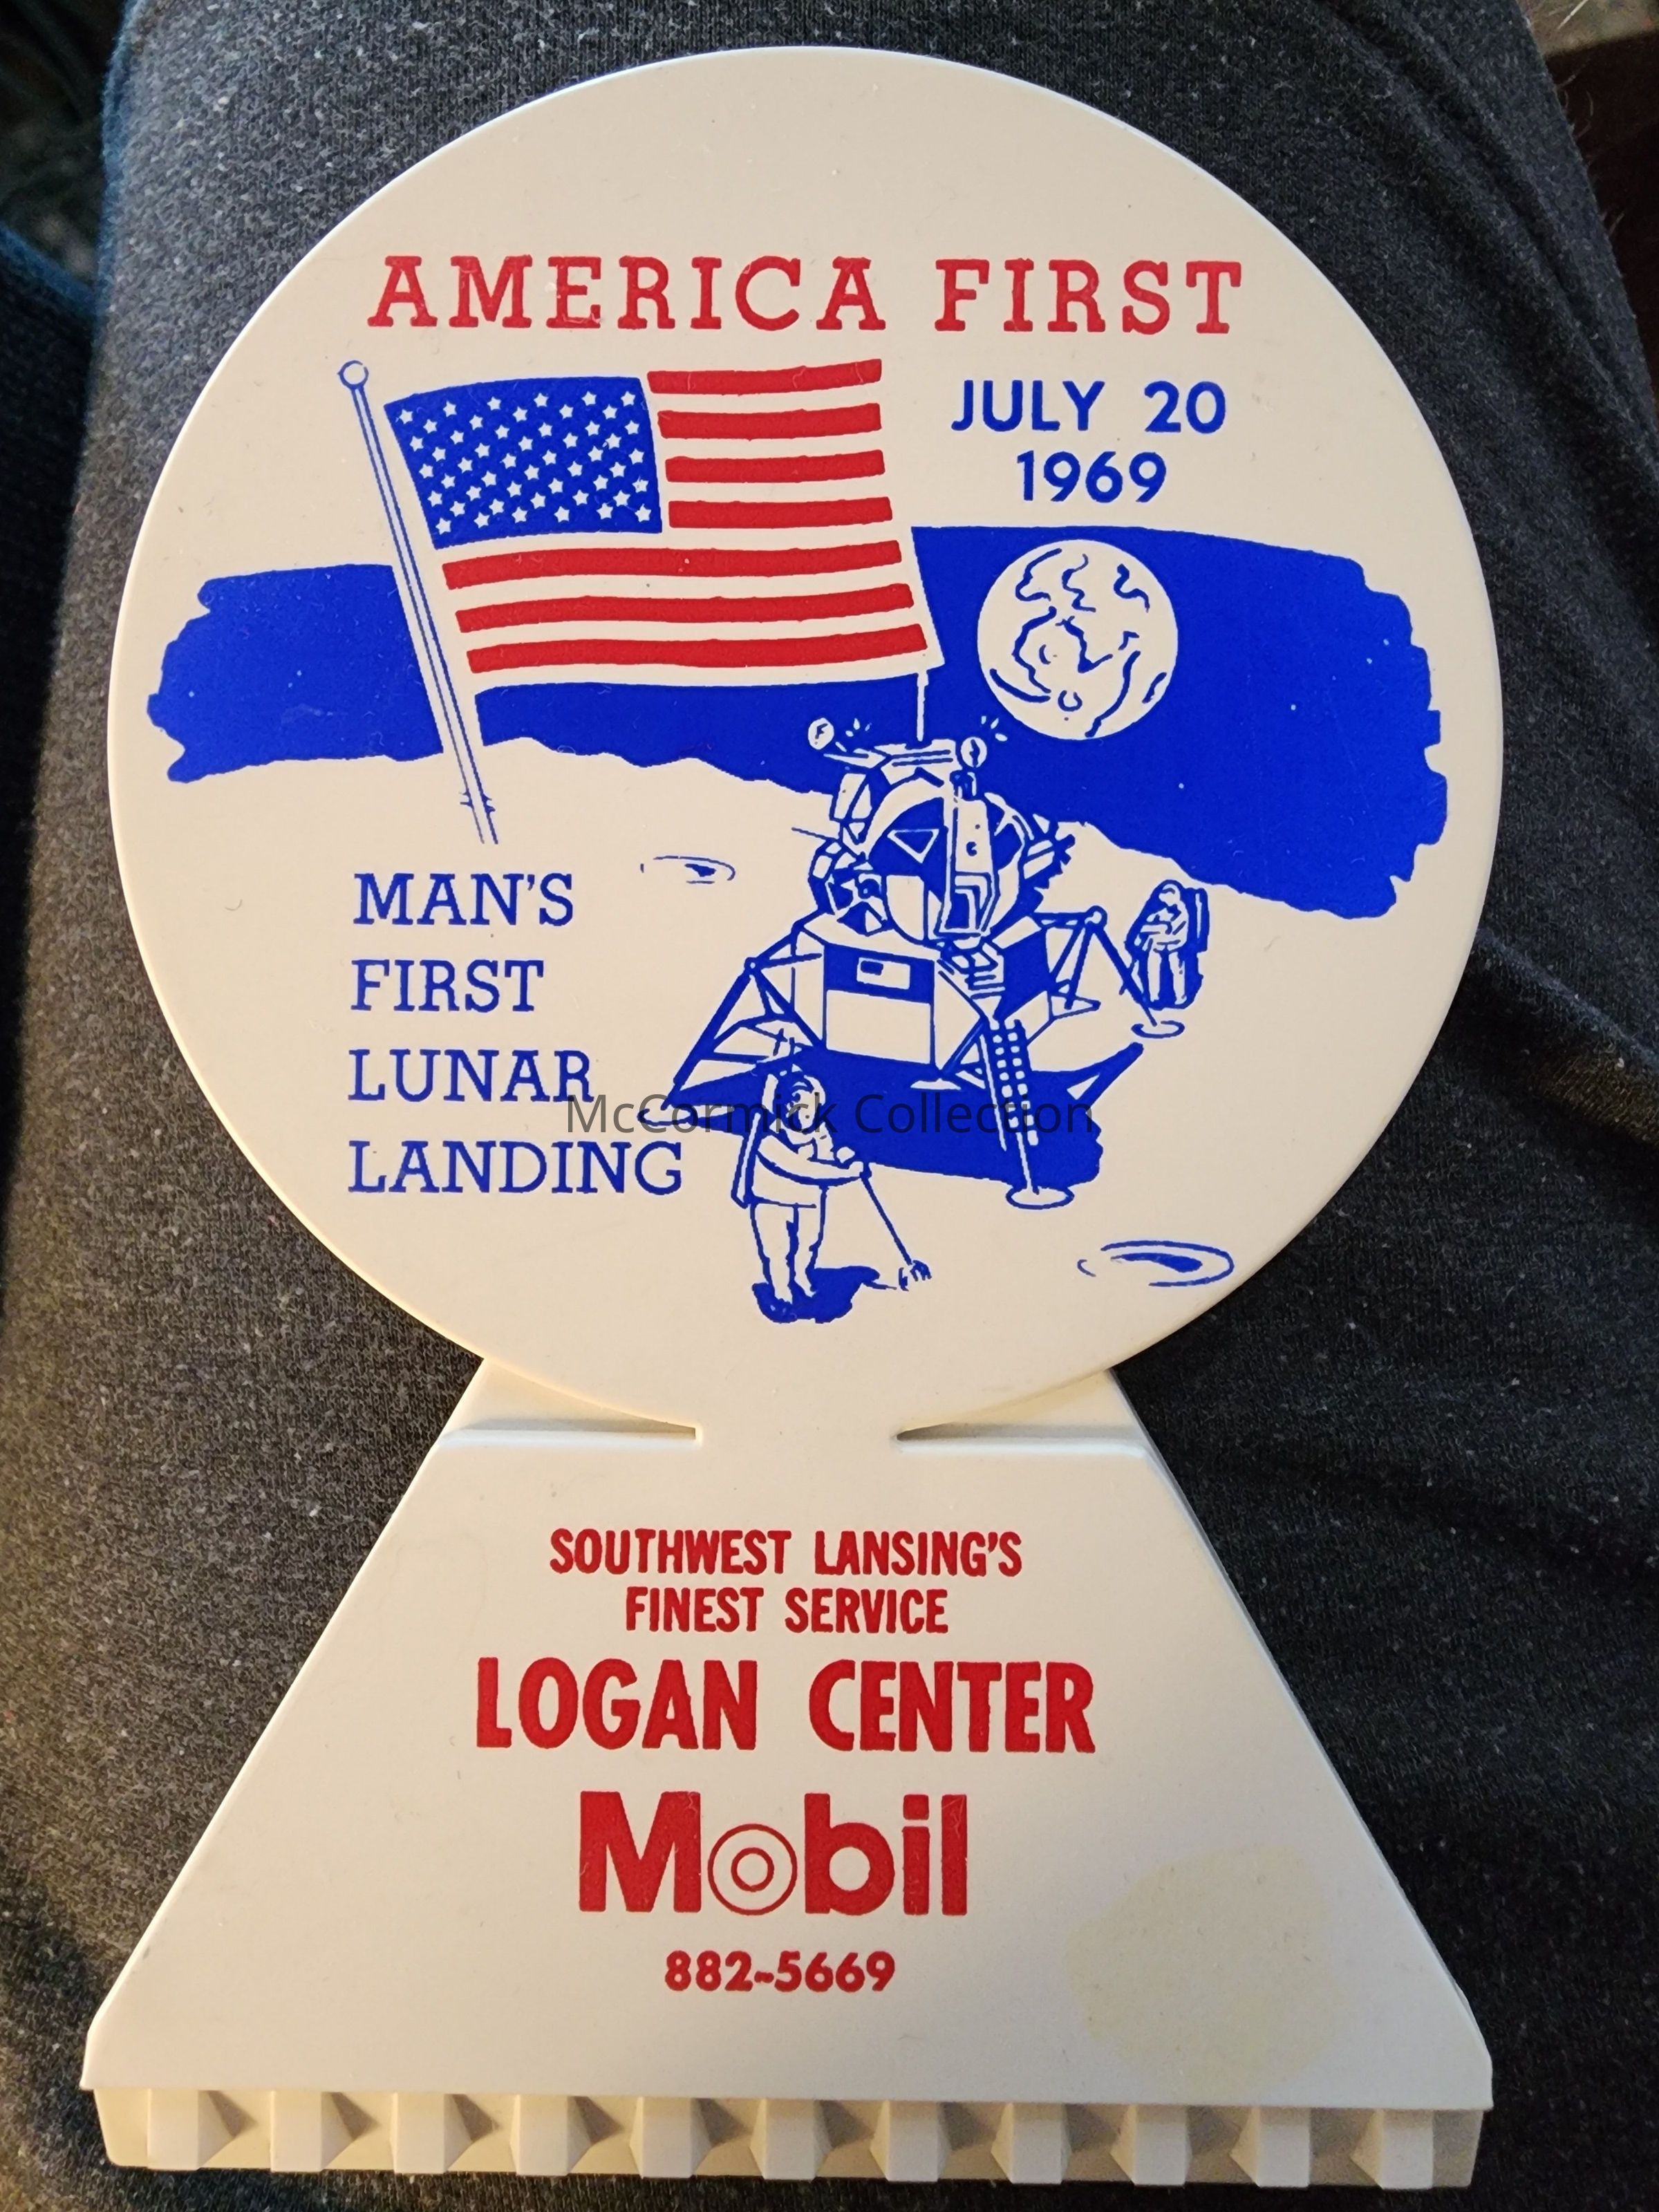 AMERICA FIRST
JULY 20
1969
MAN'S
FIRST
LUNAR
LANDING
McCormick Collection
SOUTHWEST LANSING'S
FINEST SERVICE
LOGAN CENTER
Mobil
882-5669